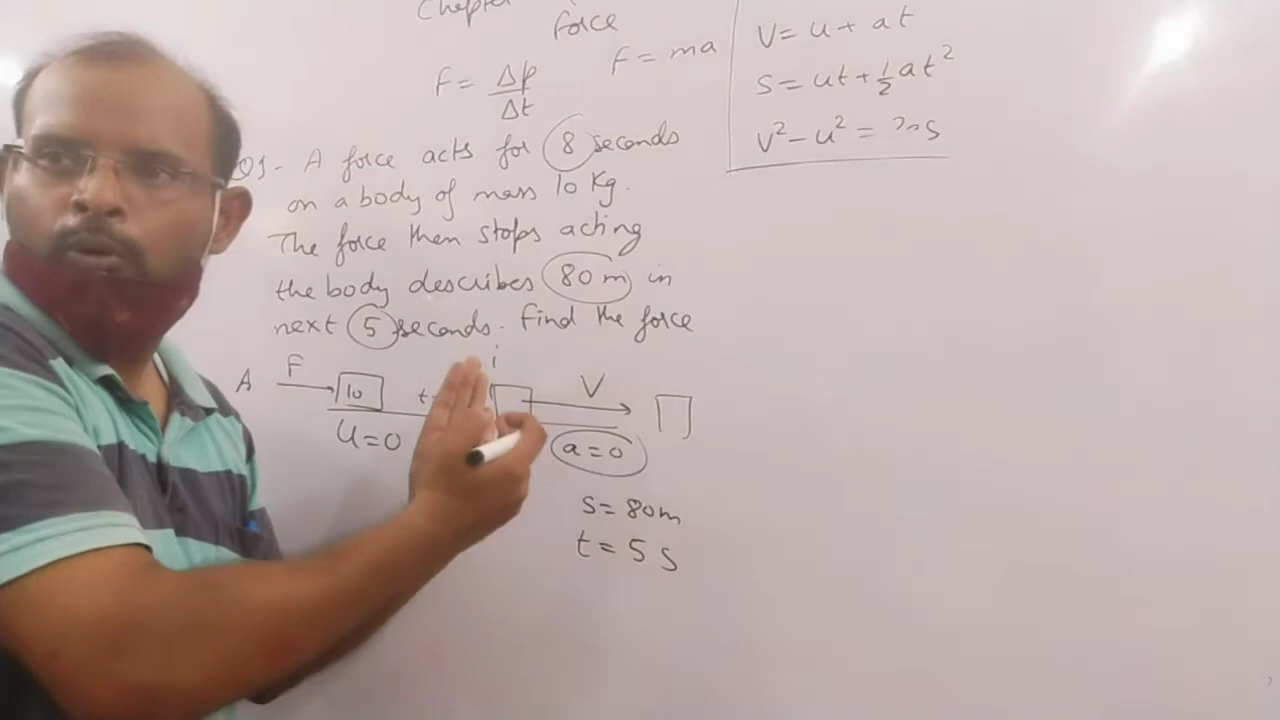 Chapter
force
F = Δp/Δt
F = ma
V = u + at
S = ut + ½at²
V² - u² = 2as
Q1- A force acts for 8 seconds
on a body of mass 10 Kg.
The force then stops acting
the body describes 80 m in
next 5 seconds. Find the force
A
F
10
u=0
t
V
a=0
S = 80m
t = 5 s